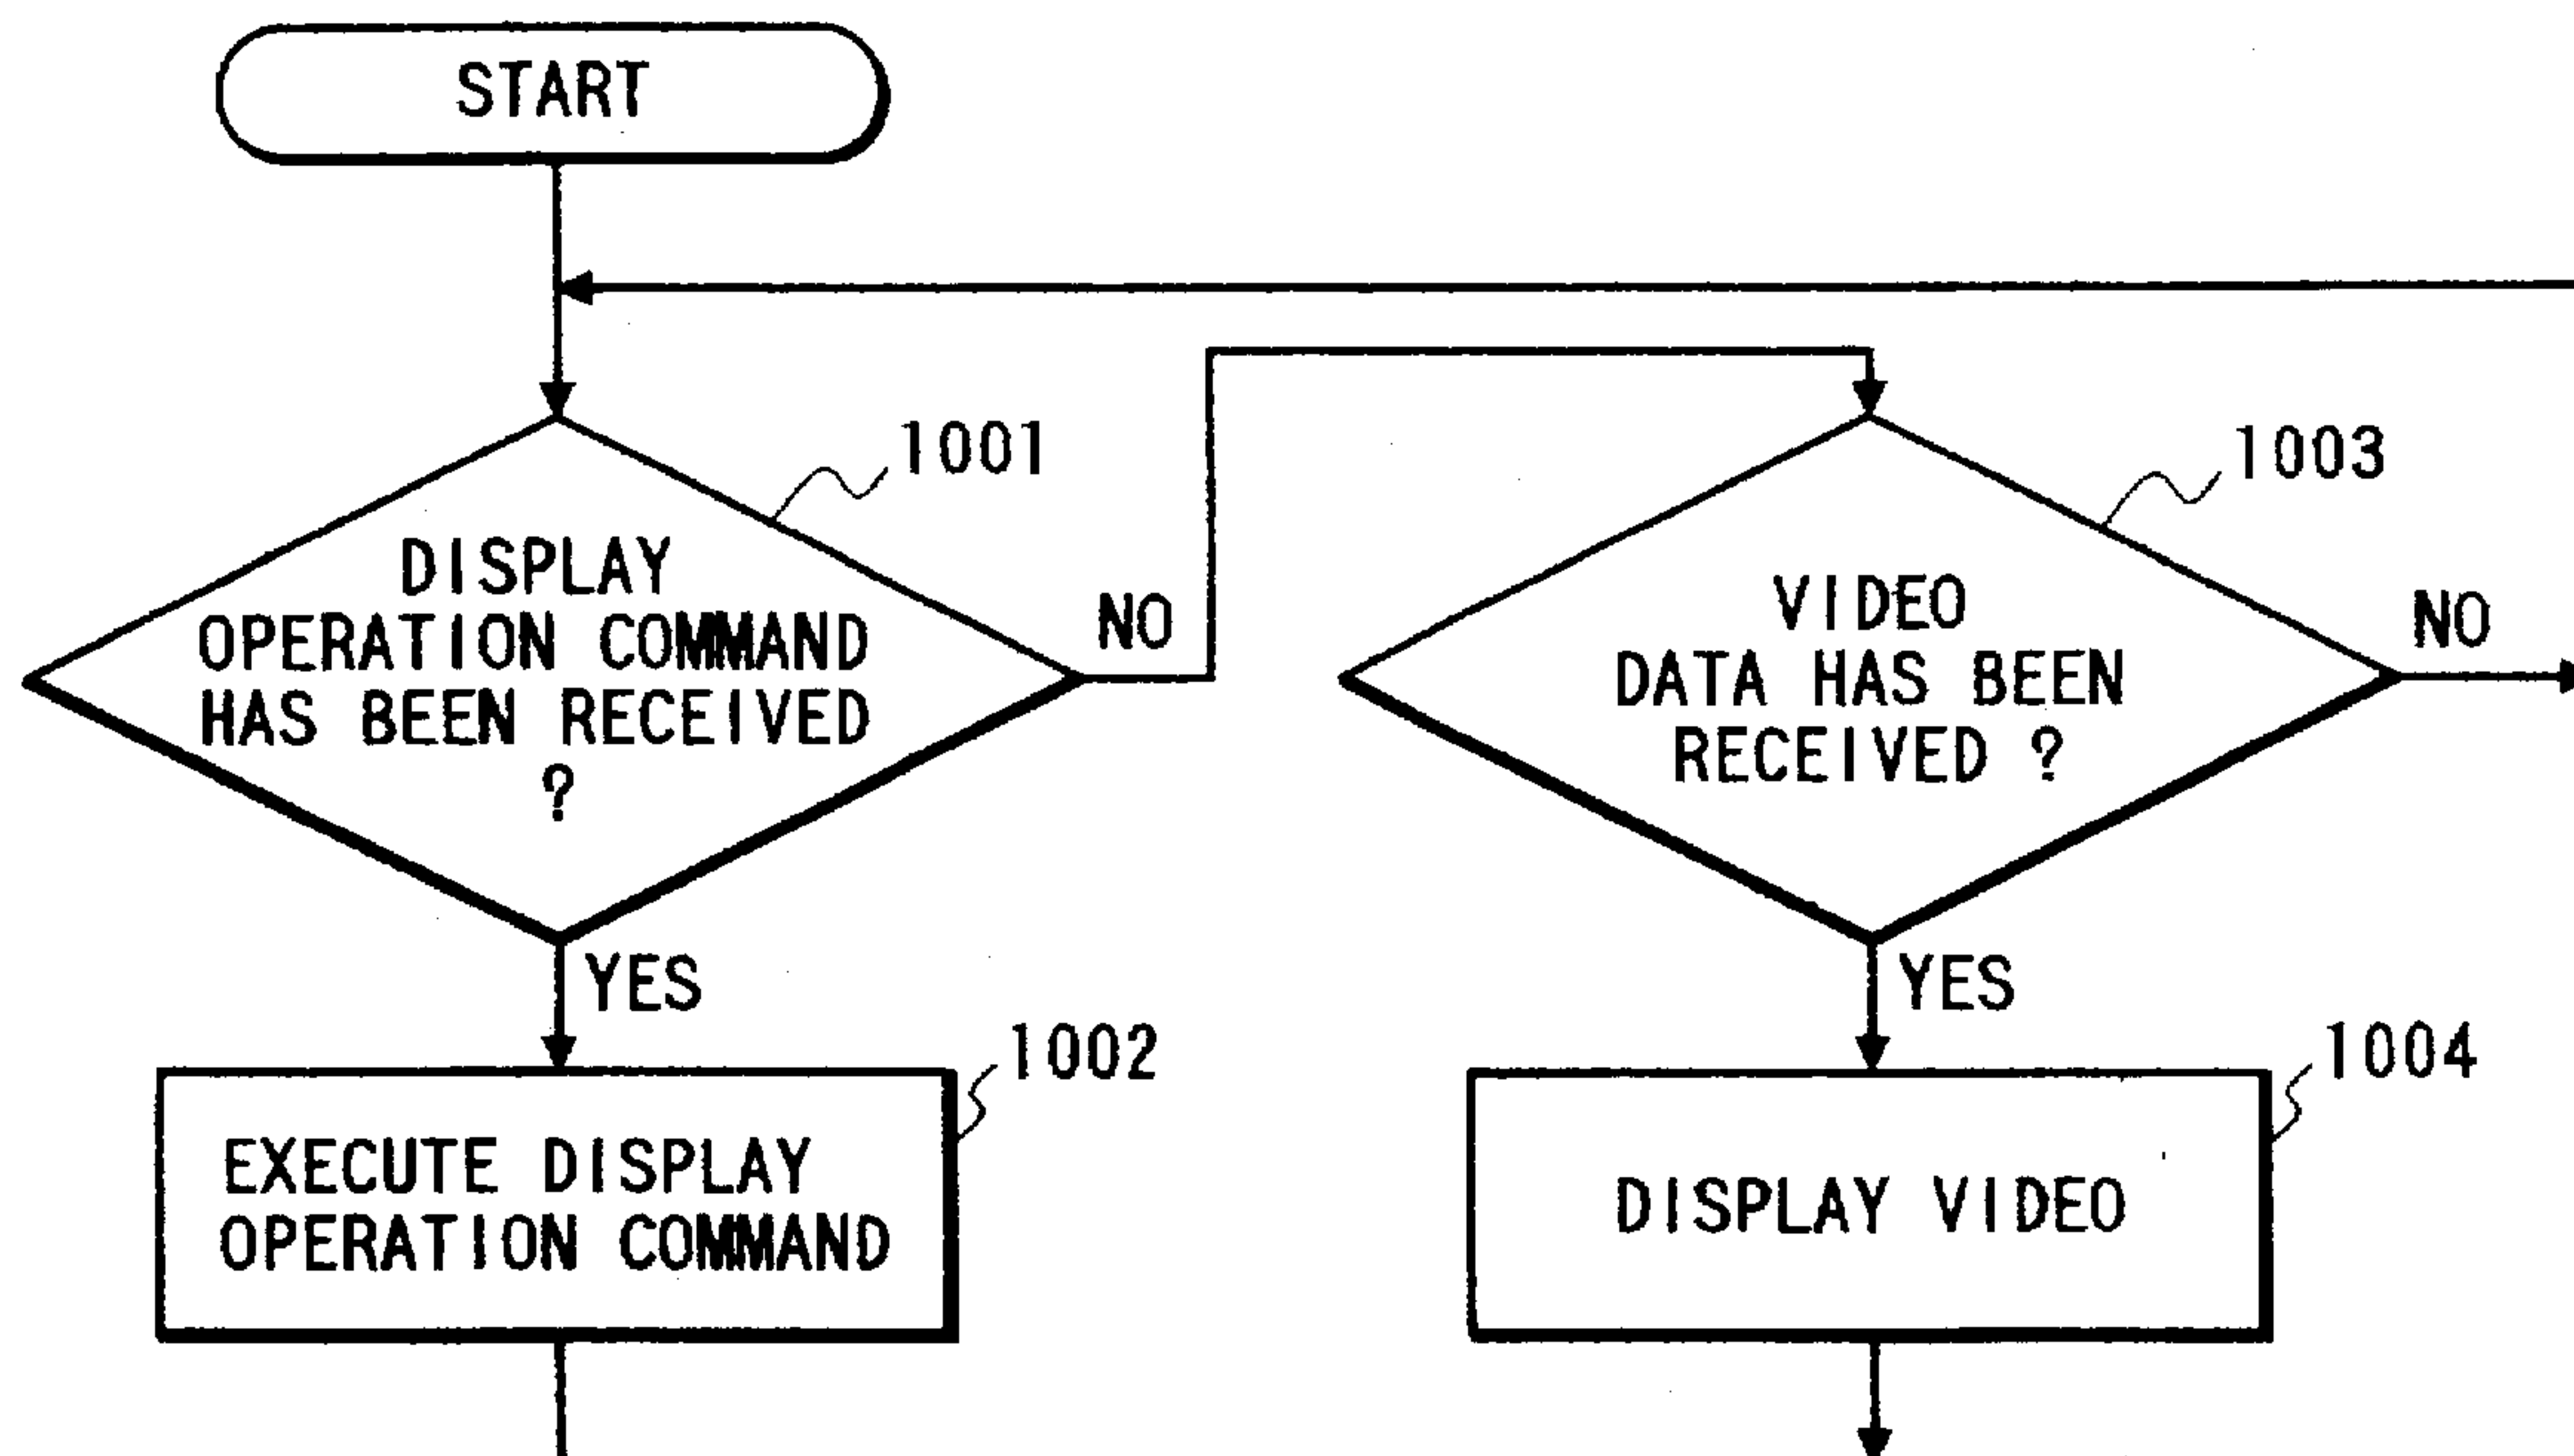 START
1001
DISPLAY
OPERATION COMMAND
HAS BEEN RECEIVED
?
NO
YES
1002
EXECUTE DISPLAY
OPERATION COMMAND
1003
VIDEO
DATA HAS BEEN
RECEIVED ?
NO
YES
1004
DISPLAY VIDEO